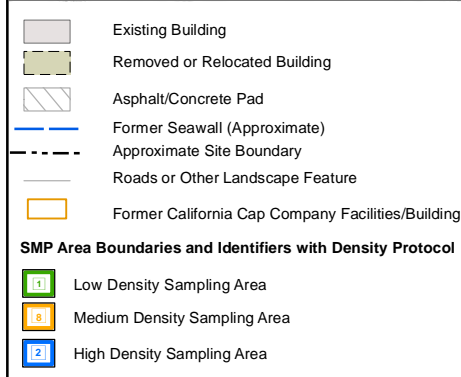 Existing Building
Removed or Relocated Building
Asphalt/Concrete Pad
Former Seawall (Approximate)
Approximate Site Boundary
Roads or Other Landscape Feature
Former California Cap Company Facilities/Building
SMP Area Boundaries and Identifiers with Density Protocol
1 Low Density Sampling Area
8 Medium Density Sampling Area
2 High Density Sampling Area